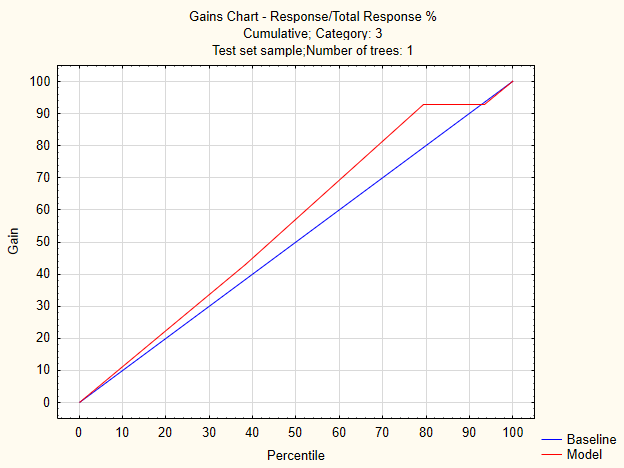 Gains Chart - Response/Total Response %
Cumulative; Category: 3
Test set sample;Number of trees: 1
100
90
80
70
60
50
40
30
20
10
0
Gain
0 10 20 30 40 50 60 70 80 90 100
Percentile
Baseline
Model